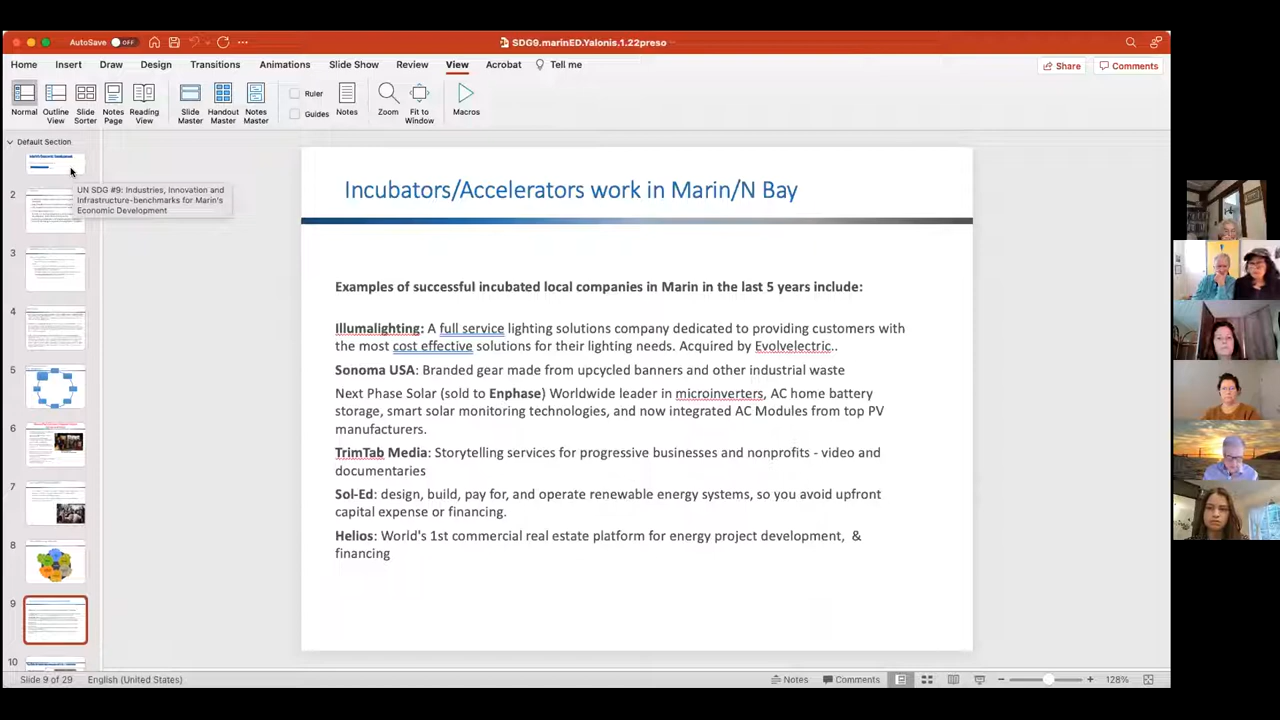 AutoSave OFF
SDG9.marinED.Yalonis.1.22preso
Home Insert Draw Design Transitions Animations Slide Show Review View Acrobat Tell me
Share Comments
Normal Outline View Slide Sorter Notes Page Reading View Slide Master Handout Master Notes Master Ruler Guides Notes Zoom Fit to Window Macros
Default Section
UN SDG #9: Industries, Innovation and
Infrastructure-benchmarks for Marin's
Economic Development
2
3
4
5
6
7
8
9
10
Incubators/Accelerators work in Marin/N Bay
Examples of successful incubated local companies in Marin in the last 5 years include:
Illumalighting: A full service lighting solutions company dedicated to providing customers with
the most cost effective solutions for their lighting needs. Acquired by Evolvelectric..
Sonoma USA: Branded gear made from upcycled banners and other industrial waste
Next Phase Solar (sold to Enphase) Worldwide leader in microinverters, AC home battery
storage, smart solar monitoring technologies, and now integrated AC Modules from top PV
manufacturers.
TrimTab Media: Storytelling services for progressive businesses and nonprofits - video and
documentaries
Sol-Ed: design, build, pay for, and operate renewable energy systems, so you avoid upfront
capital expense or financing.
Helios: World's 1st commercial real estate platform for energy project development, &
financing
Slide 9 of 29 English (United States) Notes Comments 128%